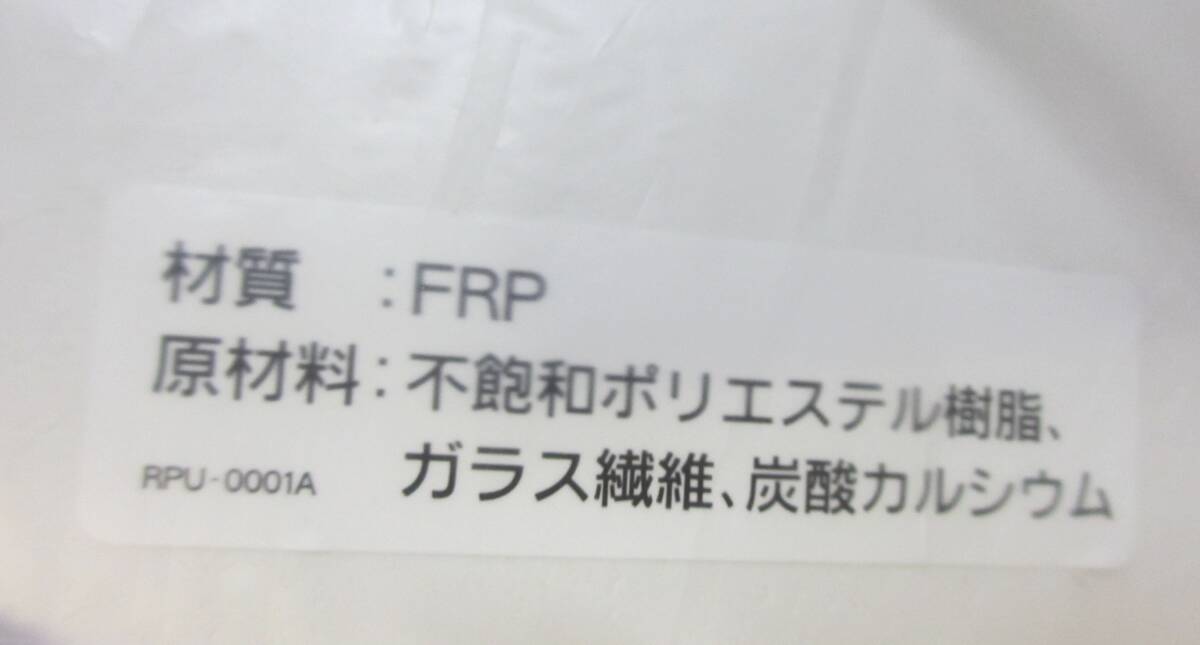 材質 :FRP
原材料:不飽和ポリエステル樹脂、
RPU-0001A ガラス繊維、炭酸カルシウム